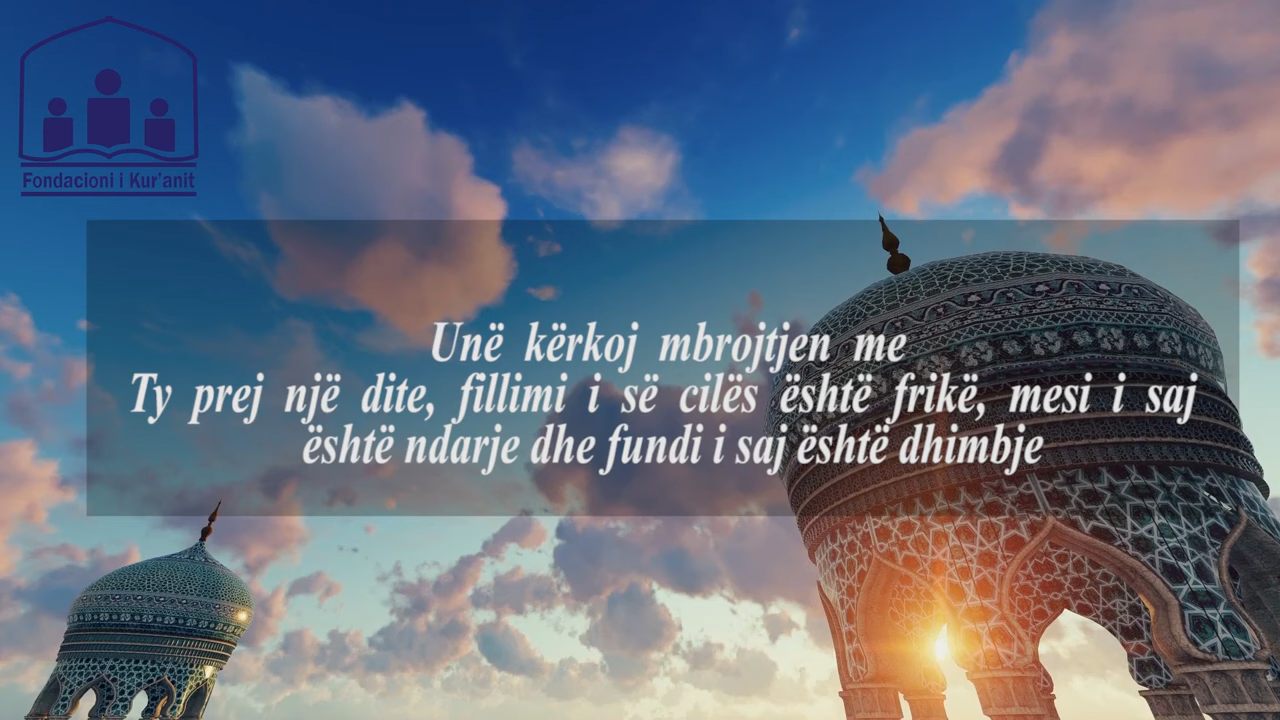 Fondacioni i Kur'anit
Unë kërkoj mbrojtjen me
Ty prej një dite, fillimi i së cilës është frikë, mesi i saj
është ndarje dhe fundi i saj është dhimbje